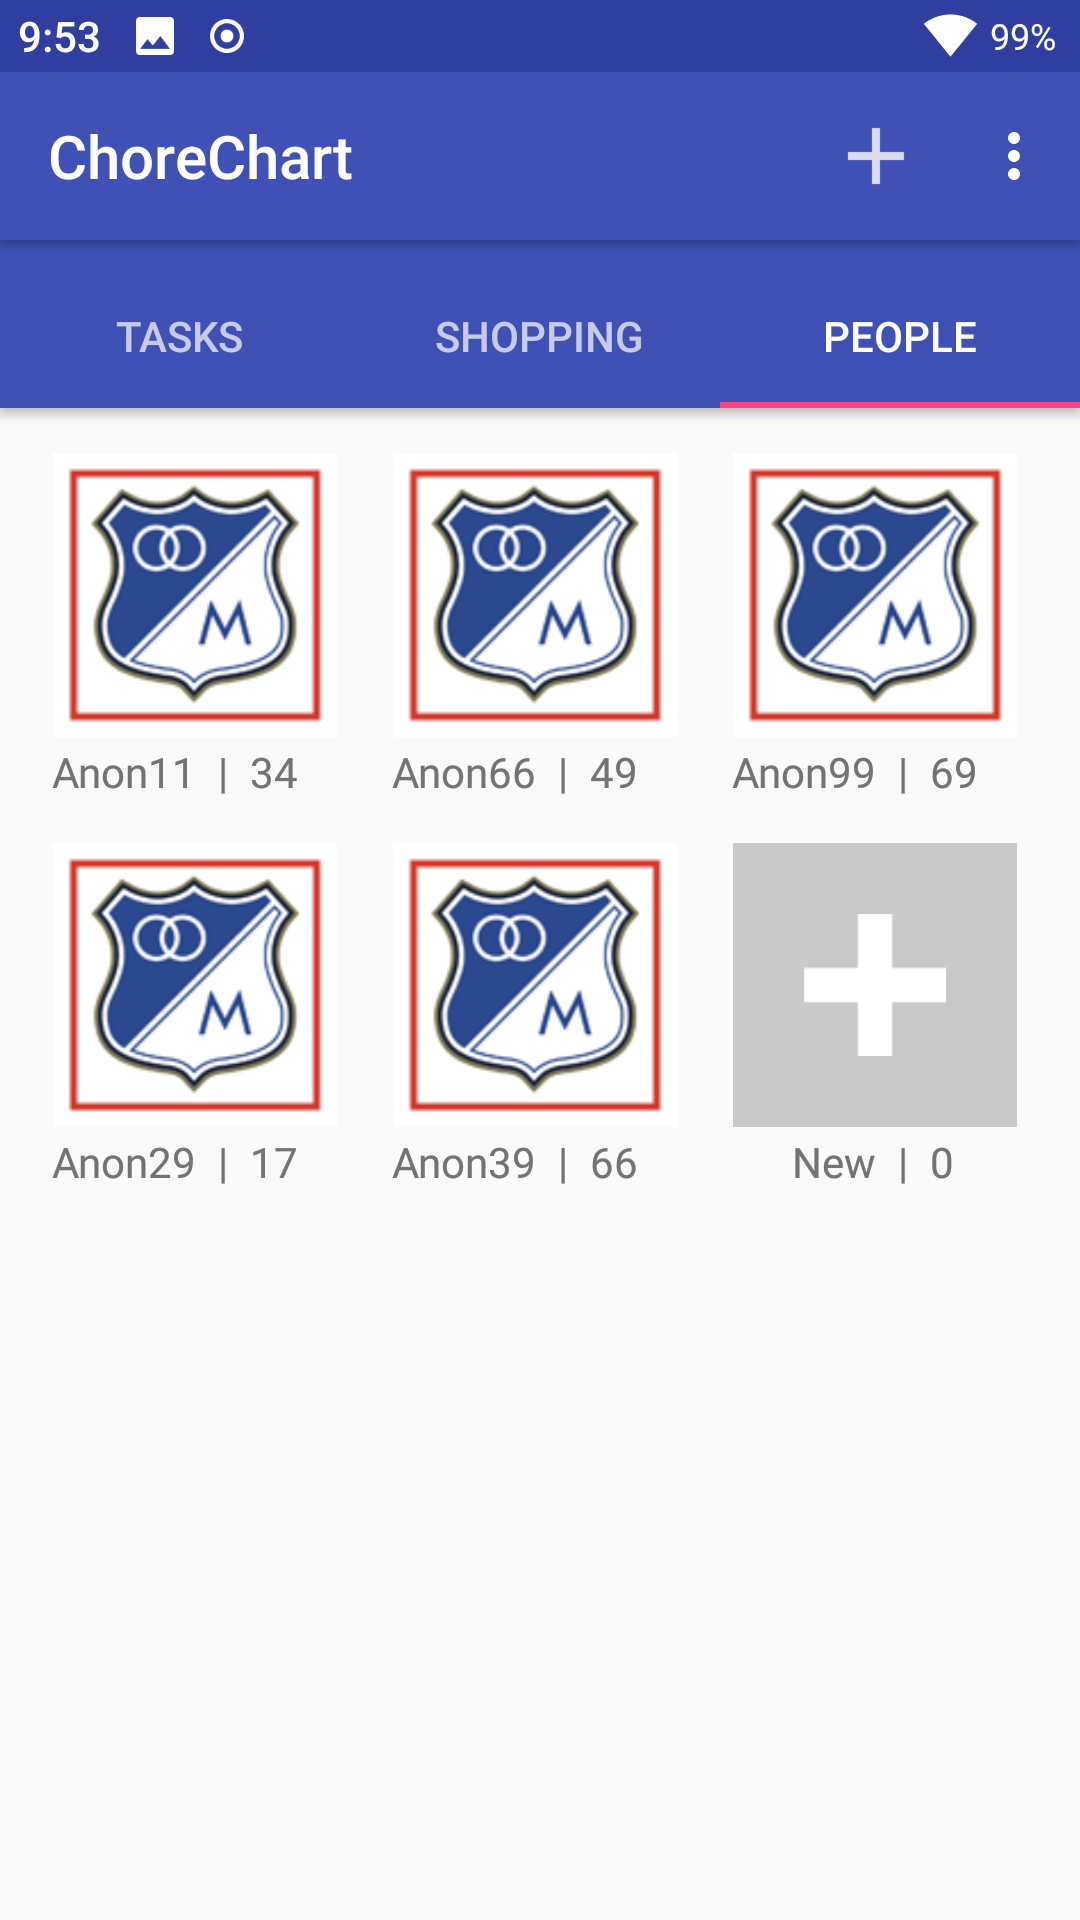 9:53 99%
ChoreChart
TASKS SHOPPING PEOPLE
M M M
Anon11 | 34 Anon66 | 49 Anon99 | 69
M M
Anon29 | 17 Anon39 | 66 New | 0